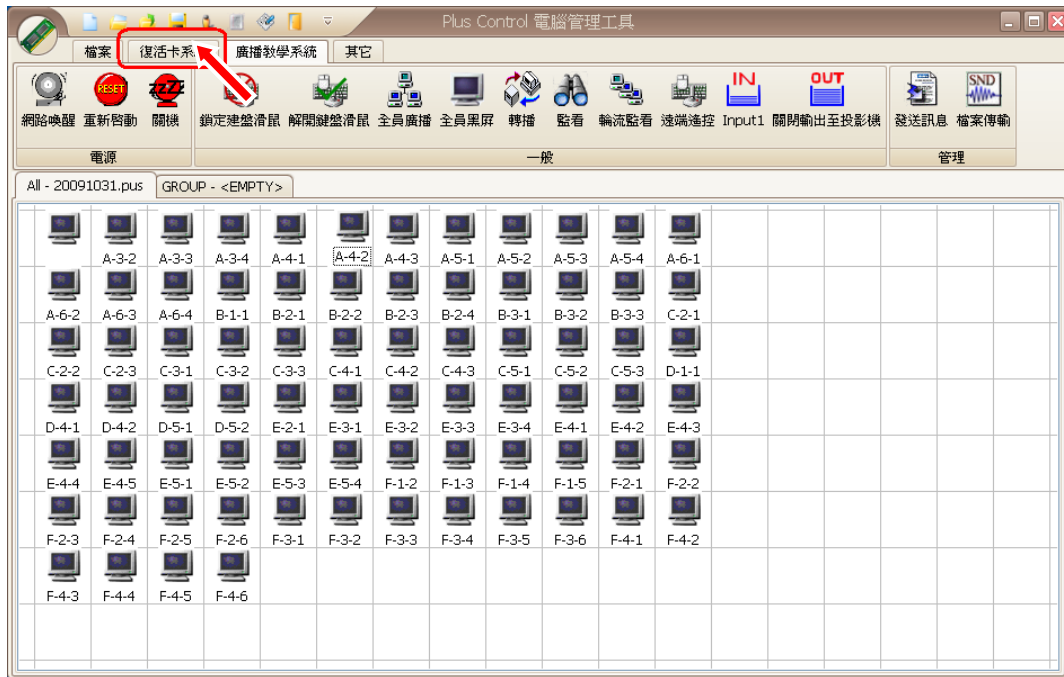 Plus Control 電腦管理工具
檔案 復活卡系 廣播教學系統 其它
RESET ZZZ IN OUT SND
網路喚醒 重新啓動 關機 鎖定建盤滑鼠 解開鍵盤滑鼠 全員廣播 全員黑屏 轉播 監看 輪流監看 遠端遙控 Input1 關閉輸出至投影機 發送訊息 檔案傳輸
電源 一般 管理
All - 20091031.pus GROUP - <EMPTY>
A-3-2 A-3-3 A-3-4 A-4-1 A-4-2 A-4-3 A-5-1 A-5-2 A-5-3 A-5-4 A-6-1
A-6-2 A-6-3 A-6-4 B-1-1 B-2-1 B-2-2 B-2-3 B-2-4 B-3-1 B-3-2 B-3-3 C-2-1
C-2-2 C-2-3 C-3-1 C-3-2 C-3-3 C-4-1 C-4-2 C-4-3 C-5-1 C-5-2 C-5-3 D-1-1
D-4-1 D-4-2 D-5-1 D-5-2 E-2-1 E-3-1 E-3-2 E-3-3 E-3-4 E-4-1 E-4-2 E-4-3
E-4-4 E-4-5 E-5-1 E-5-2 E-5-3 E-5-4 F-1-2 F-1-3 F-1-4 F-1-5 F-2-1 F-2-2
F-2-3 F-2-4 F-2-5 F-2-6 F-3-1 F-3-2 F-3-3 F-3-4 F-3-5 F-3-6 F-4-1 F-4-2
F-4-3 F-4-4 F-4-5 F-4-6